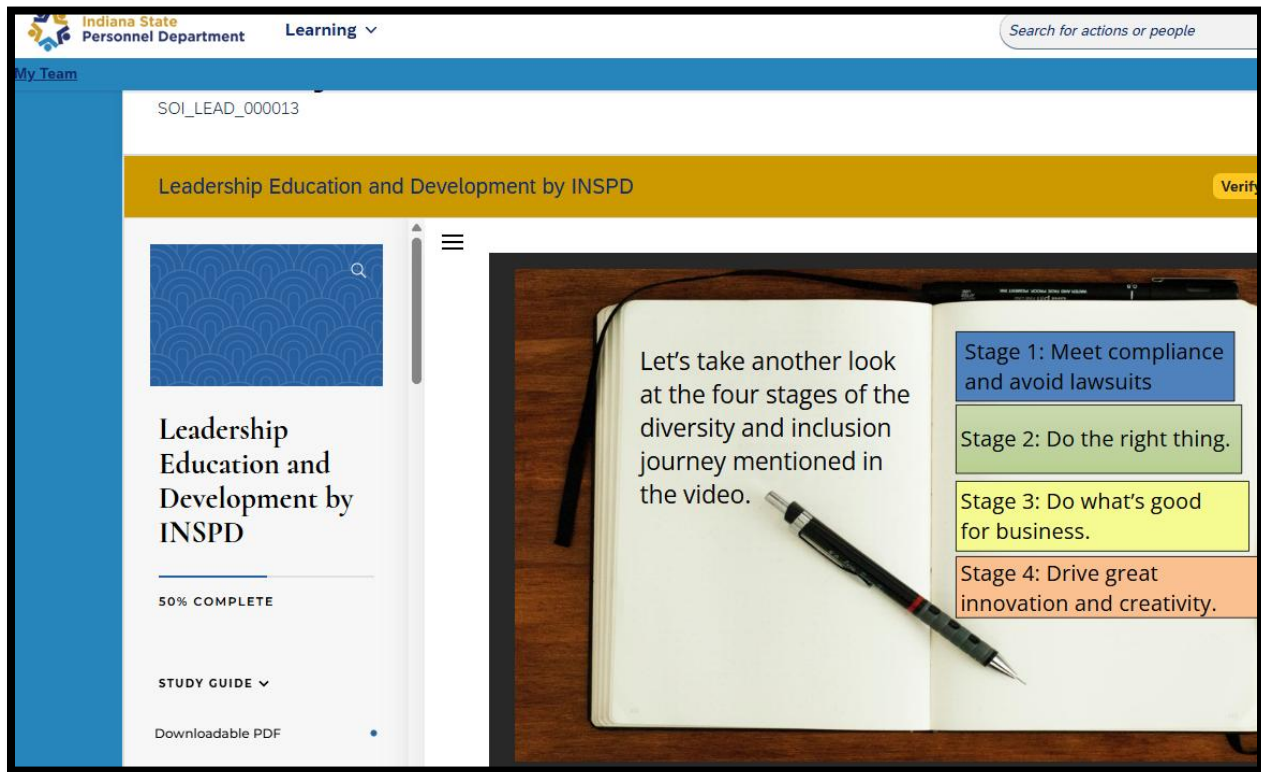 Indiana State
Personnel Department
Learning
Search for actions or people
My Team
SOI_LEAD_000013
Leadership Education and Development by INSPD
Verify
Leadership
Education and
Development by
INSPD
50% COMPLETE
STUDY GUIDE
Downloadable PDF
Let's take another look
at the four stages of the
diversity and inclusion
journey mentioned in
the video.
Stage 1: Meet compliance
and avoid lawsuits
Stage 2: Do the right thing.
Stage 3: Do what's good
for business.
Stage 4: Drive great
innovation and creativity.